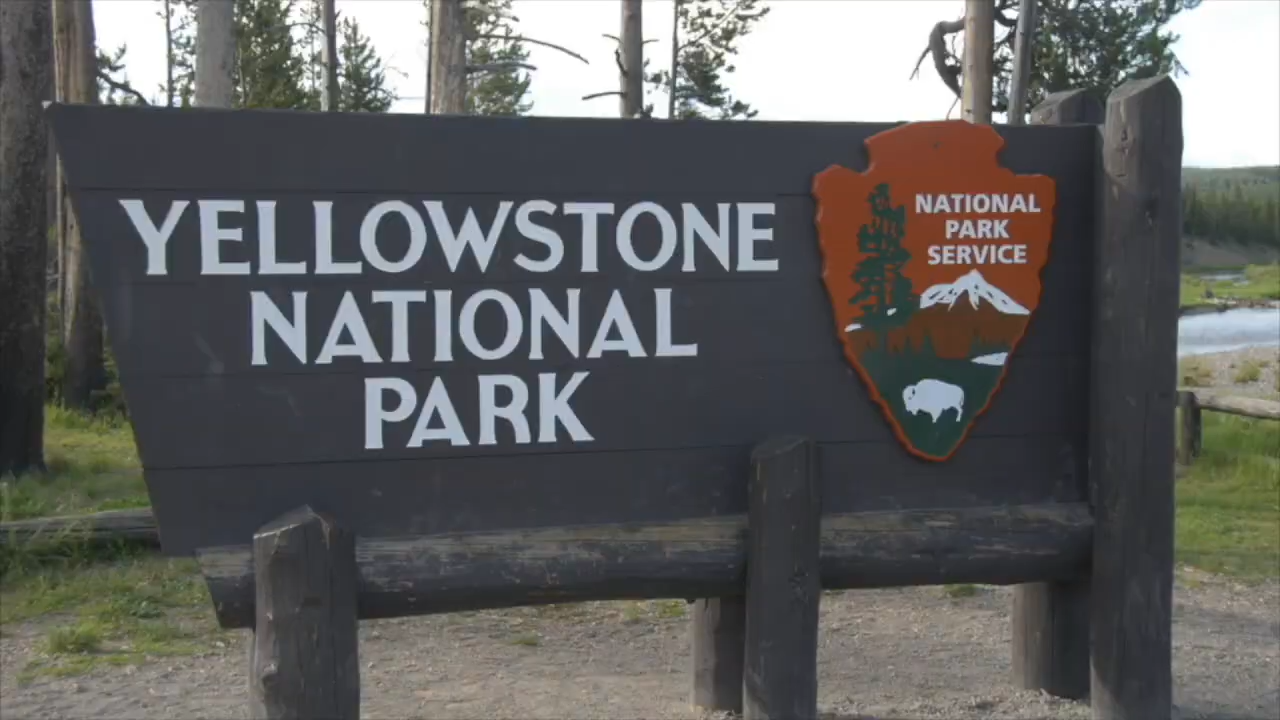 YELLOWSTONE
NATIONAL
PARK
NATIONAL
PARK
SERVICE